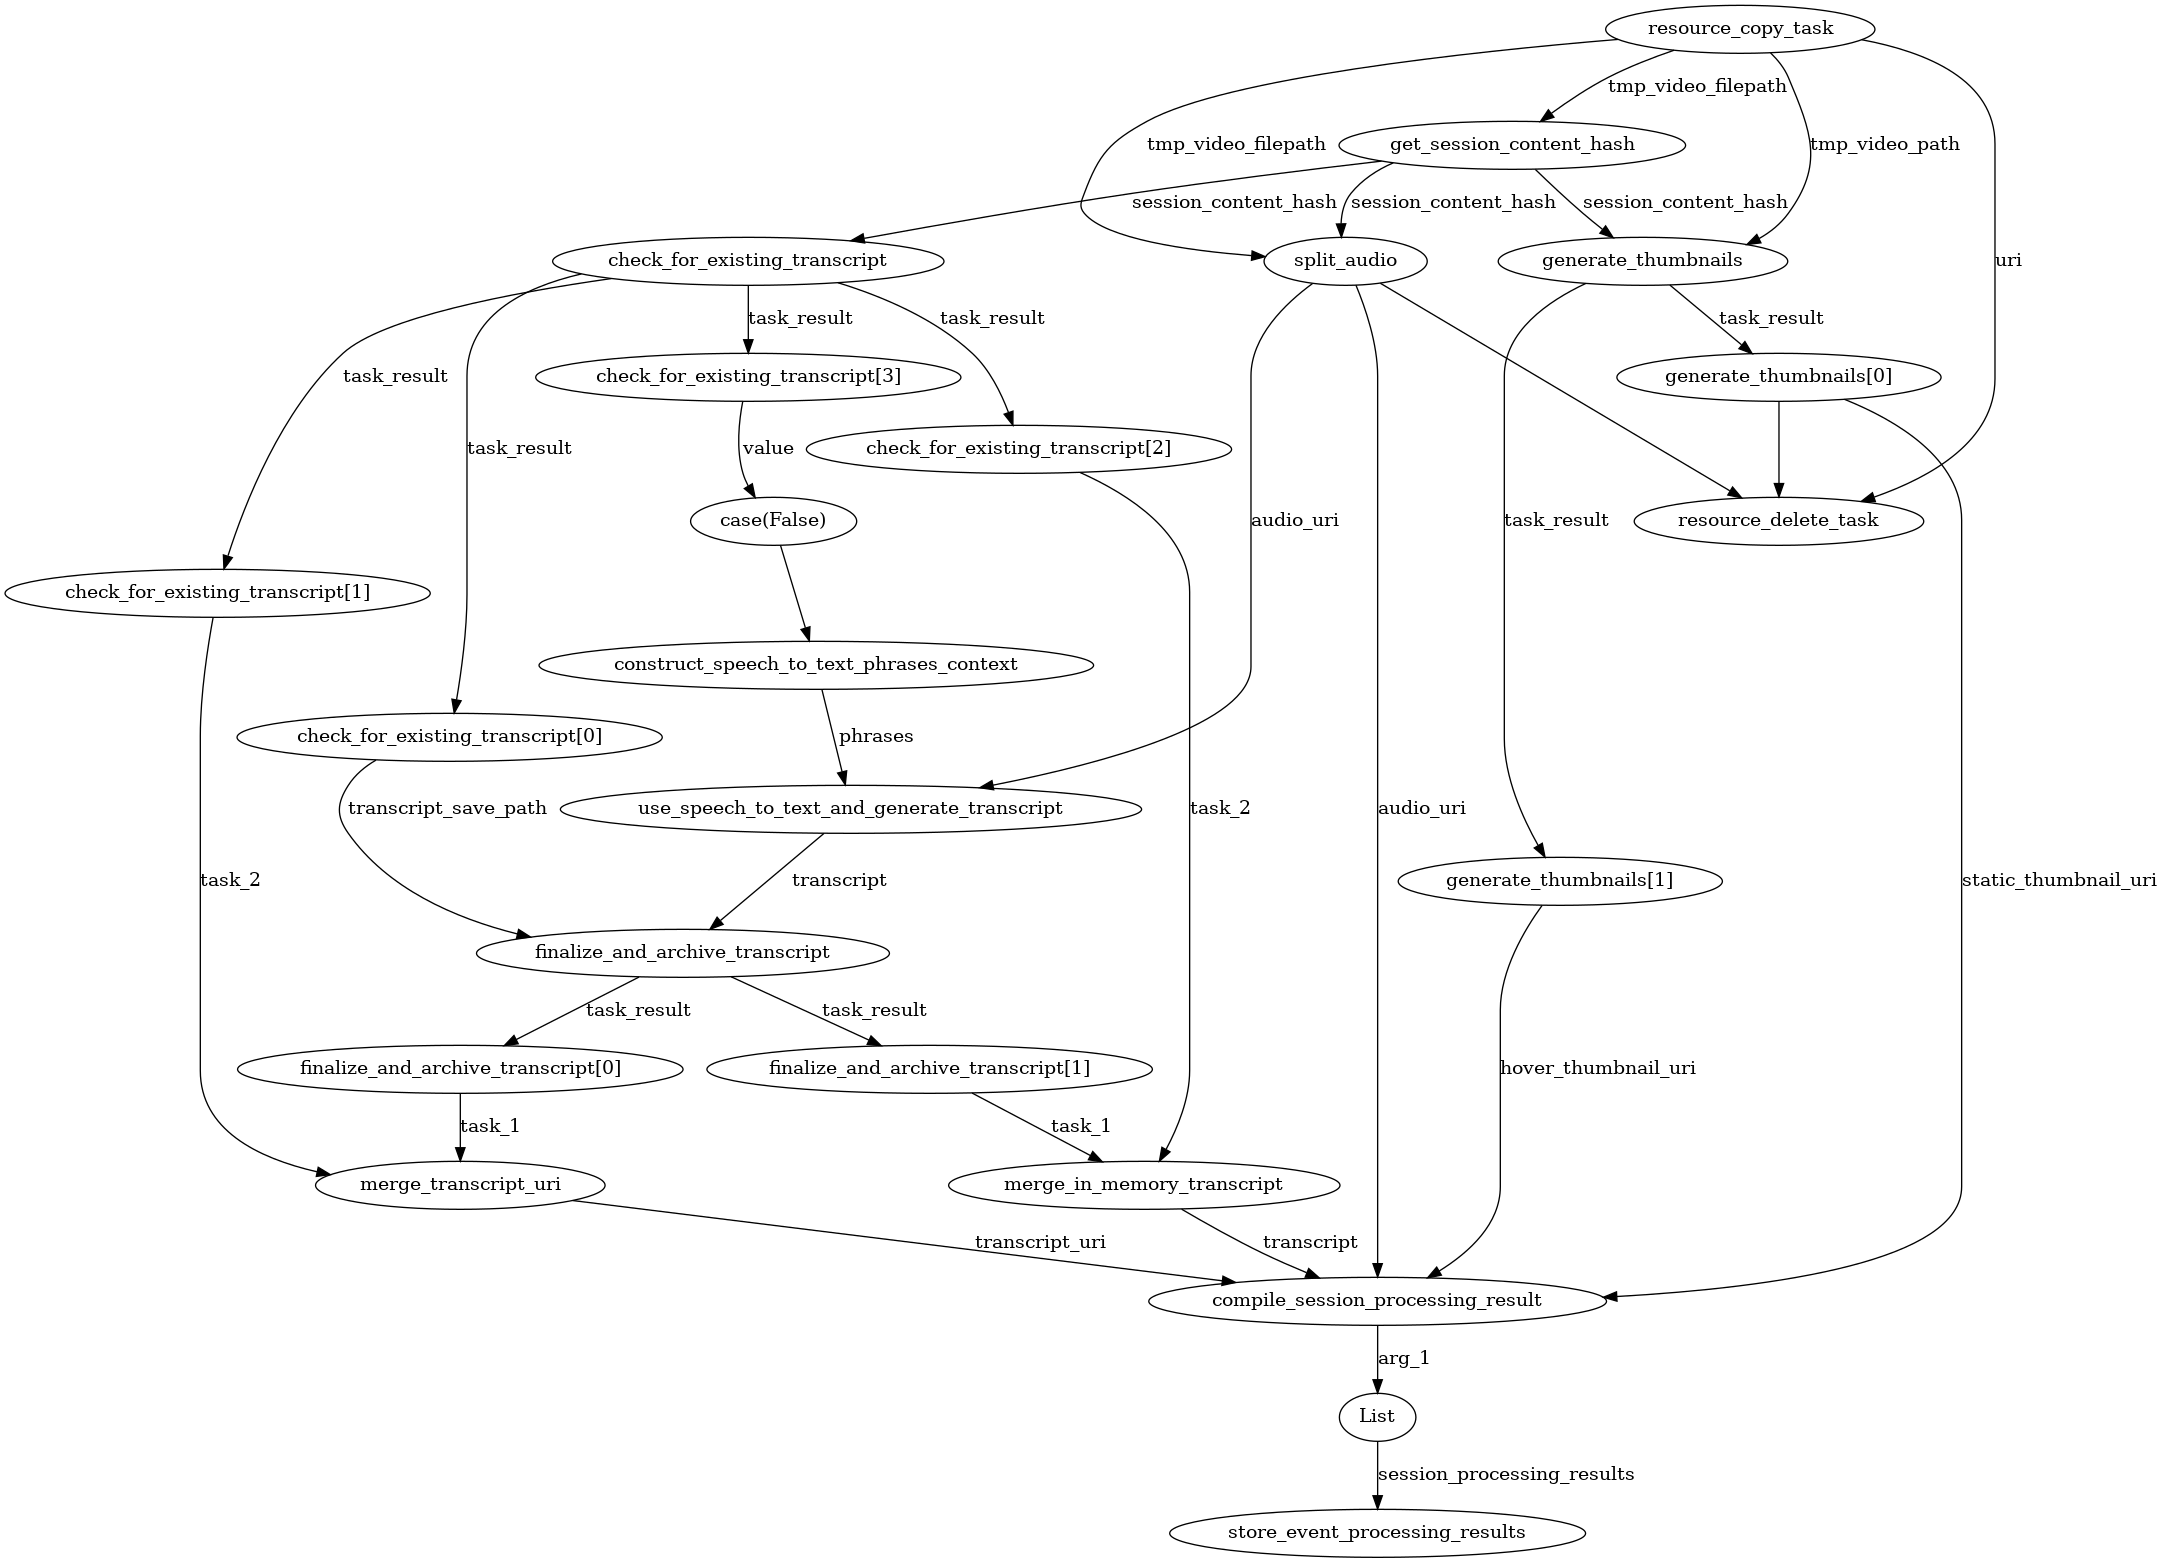 resource_copy_task
tmp_video_filepath
tmp_video_filepath
get_session_content_hash
tmp_video_path
session_content_hash
session_content_hash
session_content_hash
check_for_existing_transcript
split_audio
generate_thumbnails
uri
task_result
task_result
task_result
task_result
check_for_existing_transcript[3]
generate_thumbnails[0]
task_result
value
check_for_existing_transcript[2]
case(False)
audio_uri
task_result
resource_delete_task
check_for_existing_transcript[1]
construct_speech_to_text_phrases_context
check_for_existing_transcript[0]
phrases
transcript_save_path
use_speech_to_text_and_generate_transcript
task_2
audio_uri
task_2
transcript
generate_thumbnails[1]
static_thumbnail_uri
finalize_and_archive_transcript
task_result
task_result
finalize_and_archive_transcript[0]
finalize_and_archive_transcript[1]
hover_thumbnail_uri
task_1
task_1
merge_transcript_uri
merge_in_memory_transcript
transcript_uri
transcript
compile_session_processing_result
arg_1
List
session_processing_results
store_event_processing_results